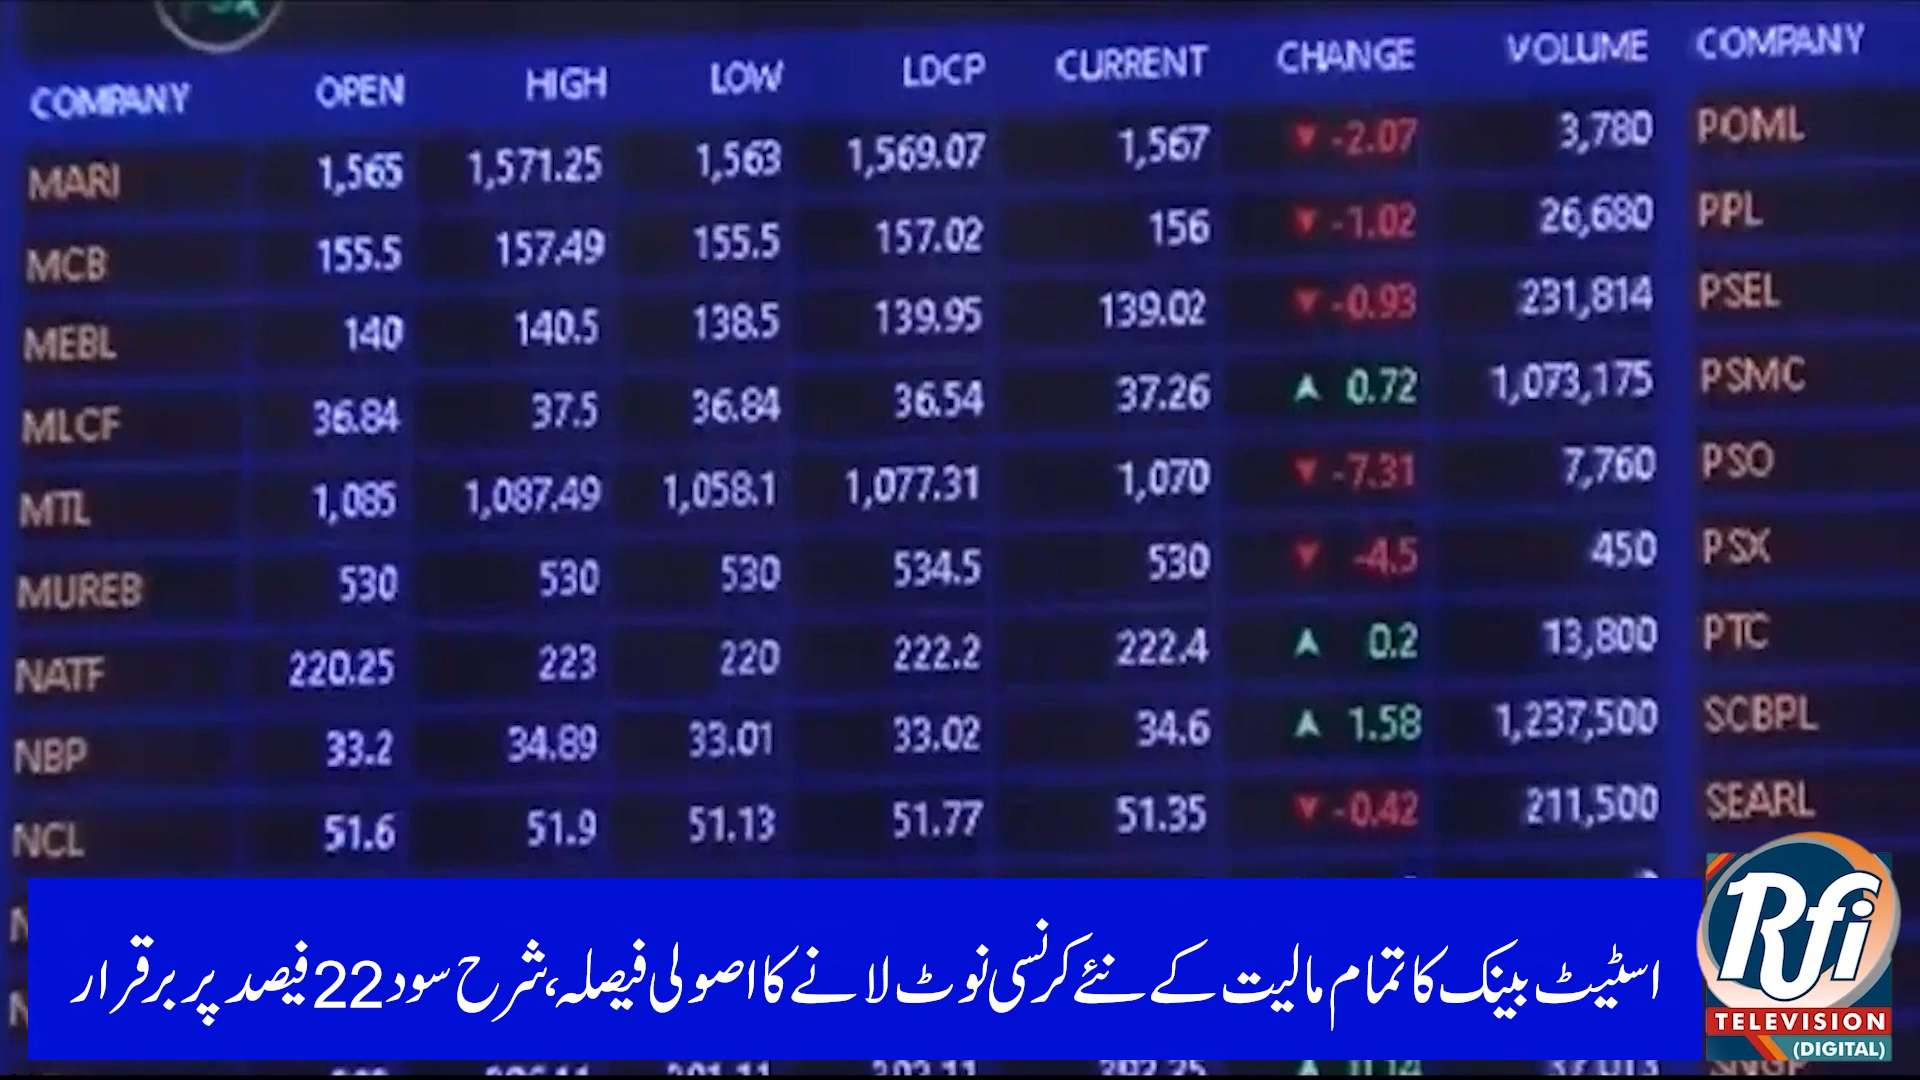 COMPANY OPEN HIGH LOW LDCP CURRENT CHANGE VOLUME COMPANY
MARI 1,565 1,571.25 1,563 1,569.07 1,567 ▼ -2.07 3,780 POML
MCB 155.5 157.49 155.5 157.02 156 ▼ -1.02 26,680 PPL
MEBL 140 140.5 138.5 139.95 139.02 ▼ -0.93 231,814 PSEL
MLCF 36.84 37.5 36.84 36.54 37.26 ▲ 0.72 1,073,175 PSMC
MTL 1,085 1,087.49 1,058.1 1,077.31 1,070 ▼ -7.31 7,760 PSO
MUREB 530 530 530 534.5 530 ▼ -4.5 450 PSX
NATF 220.25 223 220 222.2 222.4 ▲ 0.2 13,800 PTC
NBP 33.2 34.89 33.01 33.02 34.6 ▲ 1.58 1,237,500 SCBPL
NCL 51.6 51.9 51.13 51.77 51.35 ▼ -0.42 211,500 SEARL
اسٹیٹ بینک کا تمام مالیت کے نئے کرنسی نوٹ لانے کا اصولی فیصلہ، شرح سود 22 فیصد پر برقرار
Rfi
TELEVISION
(DIGITAL)